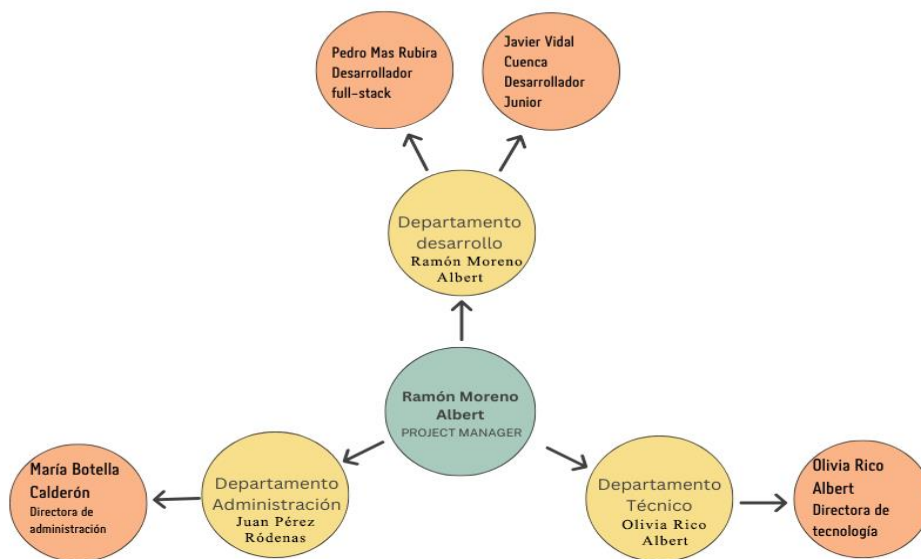 Pedro Mas Rubira
Desarrollador
full-stack
Javier Vidal
Cuenca
Desarrollador
Junior
Departamento
desarrollo
Ramón Moreno
Albert
Ramón Moreno
Albert
PROJECT MANAGER
María Botella
Calderón
Directora de
administración
Departamento
Administración
Juan Pérez
Ródenas
Departamento
Técnico
Olivia Rico
Albert
Olivia Rico
Albert
Directora de
tecnología